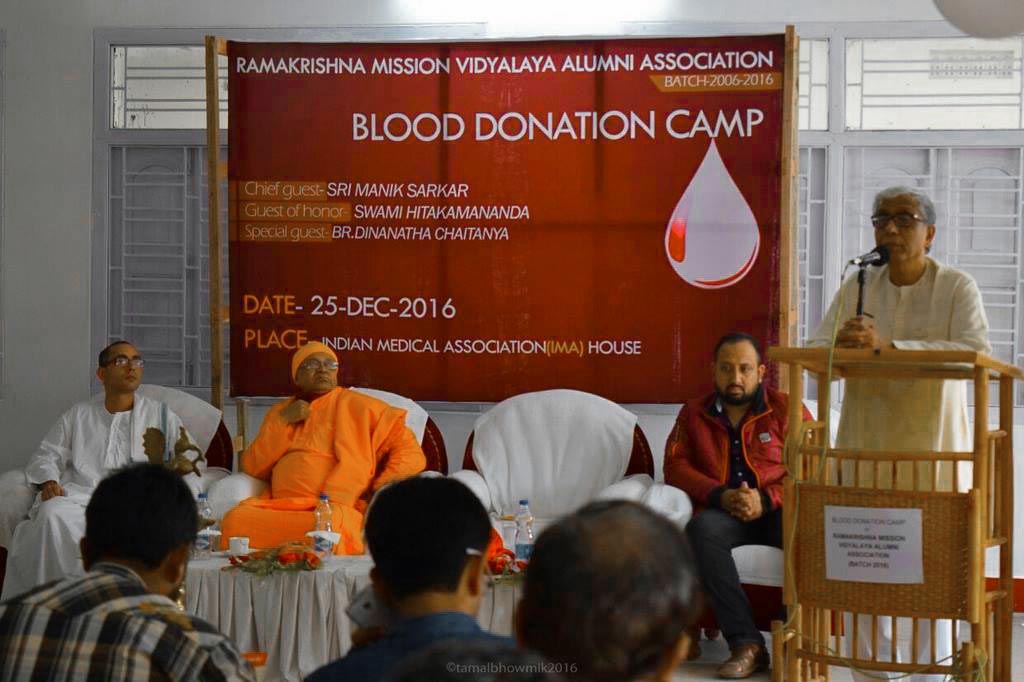 RAMAKRISHNA MISSION VIDYALAYA ALUMNI ASSOCIATION
BATCH-2006-2016
BLOOD DONATION CAMP
Chief guest- SRI MANIK SARKAR
Guest of honor- SWAMI HITAKAMANANDA
Special guest- BR.DINANATHA CHAITANYA
DATE- 25-DEC-2016
PLACE- INDIAN MEDICAL ASSOCIATION(IMA) HOUSE
BLOOD DONATION CAMP
RAMAKRISHNA MISSION
VIDYALAYA ALUMNI
ASSOCIATION
(BATCH 2016)
©tamalbhowmik2016